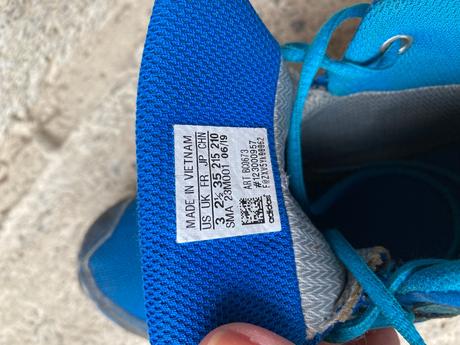 MADE IN VIETNAM
US UK FR JP CHN
3 2½ 35 215 210
SMA 23M001 06/19
ART BC0673
#123000957
adidas